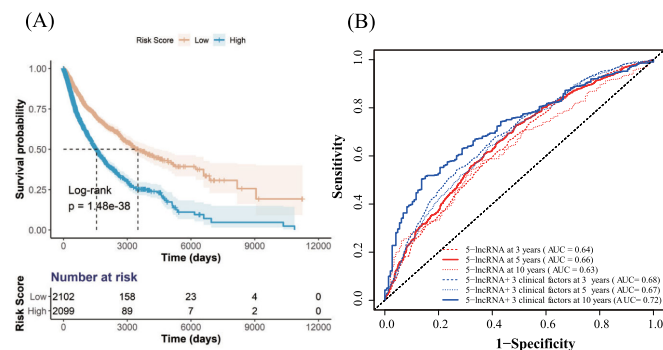 (A)
Risk Score Low High
Survival probability
1.00
0.75
0.50
0.25
0.00
Log-rank
p = 1.48e-38
0 3000 6000 9000 12000
Time (days)
Number at risk
Risk Score
Low 2102 158 23 4 0
High 2099 89 7 2 0
0 3000 6000 9000 12000
Time (days)
(B)
Sensitivity
1.0
0.8
0.6
0.4
0.2
0.0
5-lncRNA at 3 years ( AUC = 0.64)
5-lncRNA at 5 years (AUC = 0.66)
5-lncRNA at 10 years (AUC = 0.63)
5-lncRNA+ 3 clinical factors at 3 years (AUC = 0.68)
5-lncRNA+ 3 clinical factors at 5 years (AUC = 0.67)
5-lncRNA+ 3 clinical factors at 10 years (AUC= 0.72)
0.0 0.2 0.4 0.6 0.8 1.0
1-Specificity